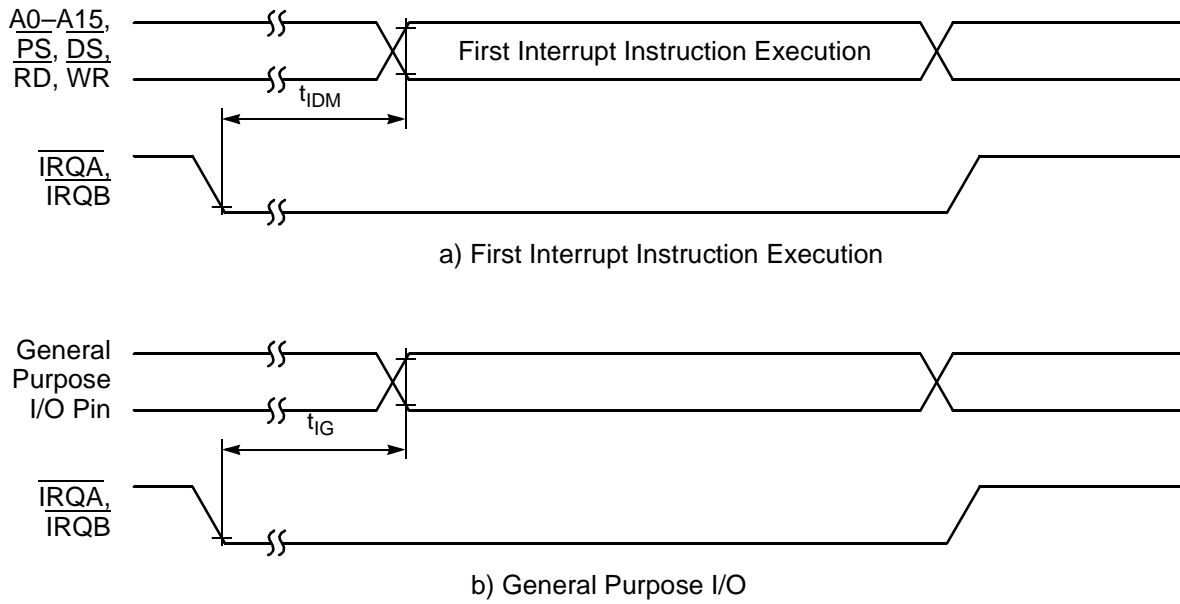 A0–A15,
PS, DS,
RD, WR
First Interrupt Instruction Execution
tIDM
IRQA,
IRQB
a) First Interrupt Instruction Execution
General
Purpose
I/O Pin
tIG
IRQA,
IRQB
b) General Purpose I/O